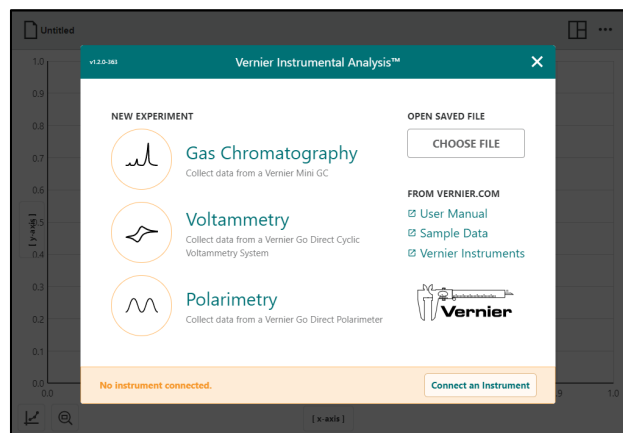 Untitled
v1.2.0-363
Vernier Instrumental Analysis™
NEW EXPERIMENT
Gas Chromatography
Collect data from a Vernier Mini GC
Voltammetry
Collect data from a Vernier Go Direct Cyclic
Voltammetry System
Polarimetry
Collect data from a Vernier Go Direct Polarimeter
OPEN SAVED FILE
CHOOSE FILE
FROM VERNIER.COM
User Manual
Sample Data
Vernier Instruments
Vernier
No instrument connected.
Connect an Instrument
1.0
0.9
0.8
0.7
0.6
0.5
0.4
0.3
0.2
0.1
0.0
[ y-axis ]
0.0
.9
1.0
[ x-axis ]